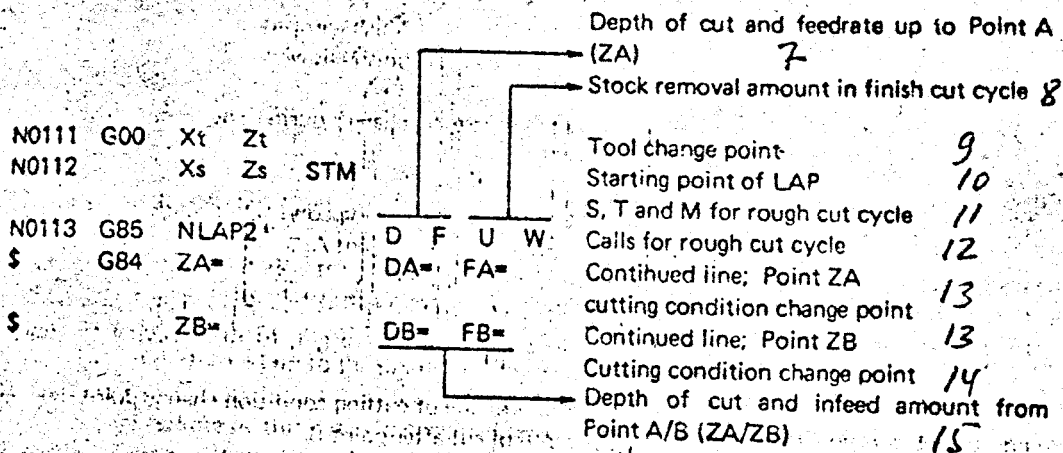 Depth of cut and feedrate up to Point A
(ZA) 7
Stock removal amount in finish cut cycle 8
N0111 G00 Xt Zt
N0112 Xs Zs STM
Tool change point 9
Starting point of LAP 10
S, T and M for rough cut cycle 11
N0113 G85 NLAP2 D F U W
Calls for rough cut cycle 12
$ G84 ZA= DA= FA=
Contihued line; Point ZA
cutting condition change point 13
$ ZB= DB= FB=
Continued line; Point ZB 13
Cutting condition change point 14
Depth of cut and infeed amount from
Point A/B (ZA/ZB) 15